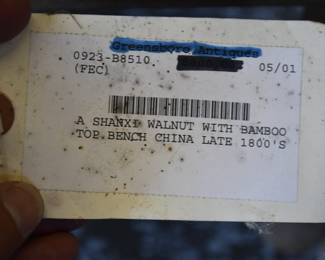 Greensboro Antiques
0923-B8510. 05/01
(FEC)
A SHANXI WALNUT WITH BAMBOO
TOP BENCH CHINA LATE 1800'S